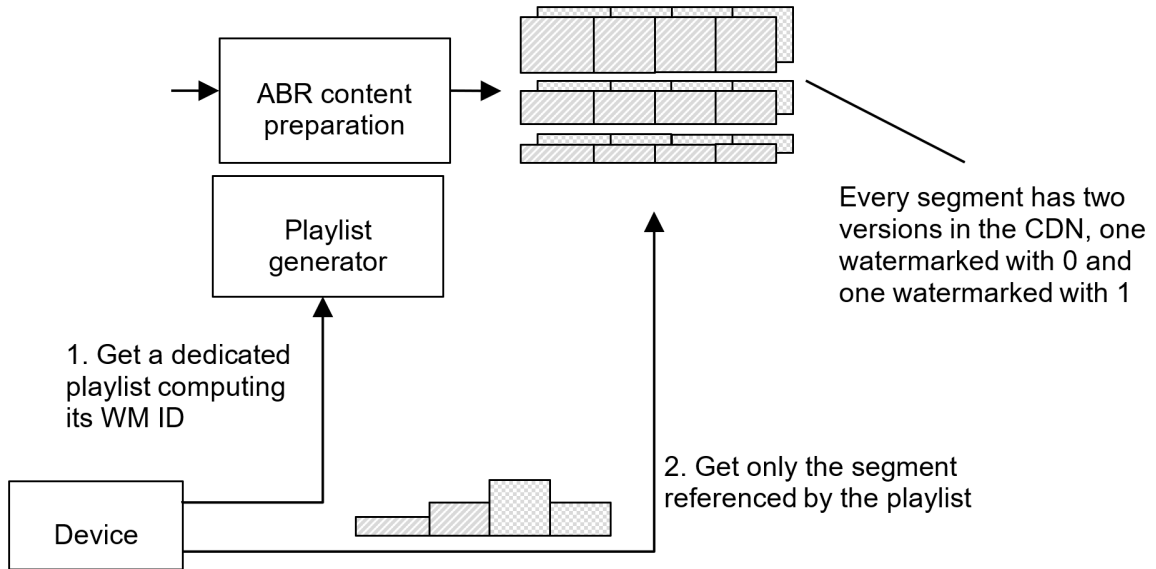 ABR content
preparation
Playlist
generator
Every segment has two
versions in the CDN, one
watermarked with 0 and
one watermarked with 1
1. Get a dedicated
playlist computing
its WM ID
2. Get only the segment
referenced by the playlist
Device